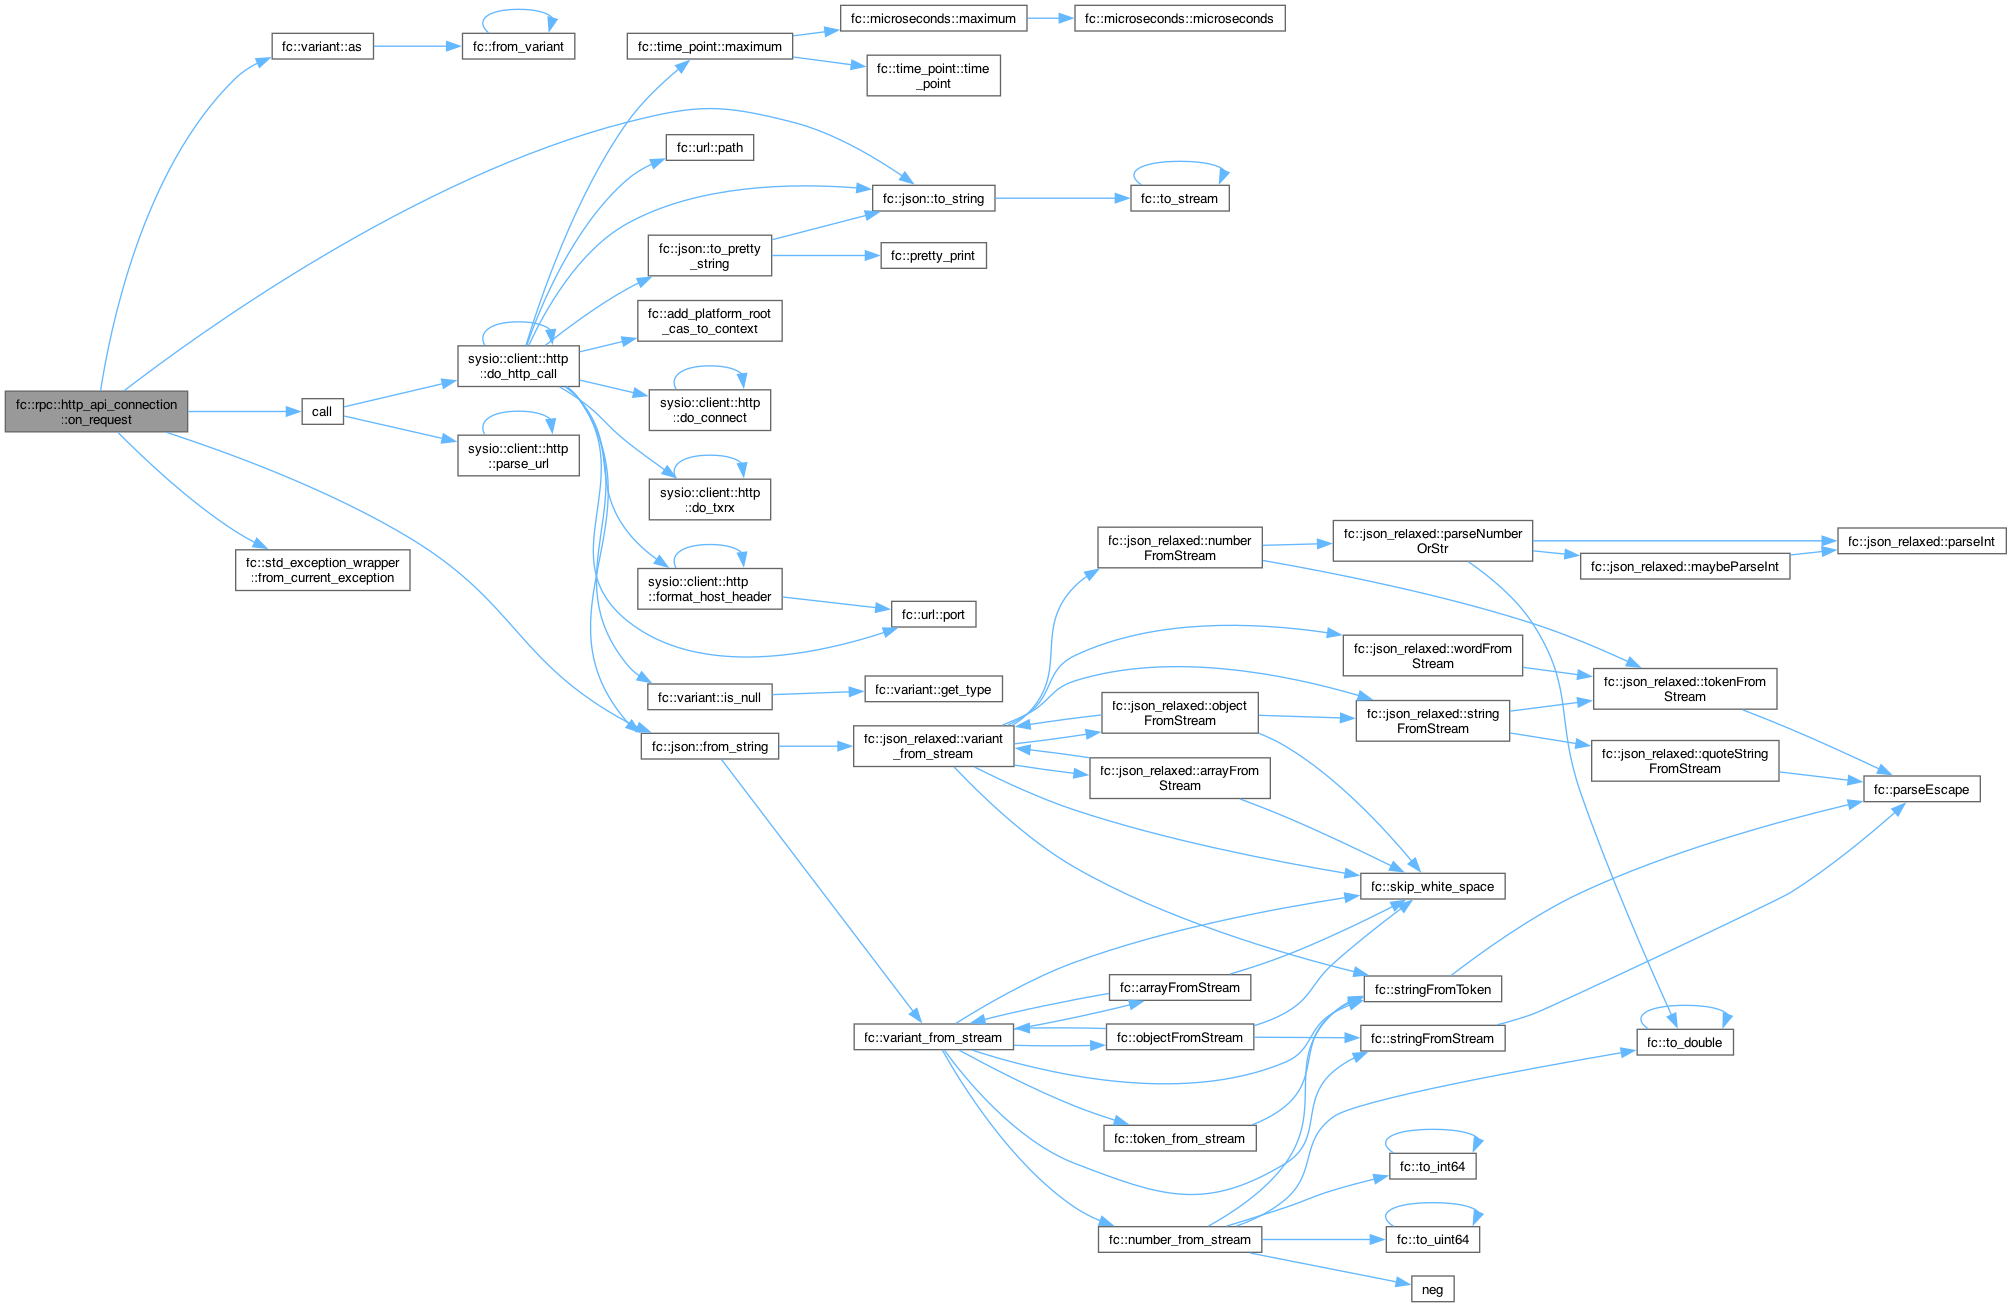 fc::rpc::http_api_connection
::on_request
fc::variant::as
fc::from_variant
call
sysio::client::http
::do_http_call
sysio::client::http
::parse_url
fc::std_exception_wrapper
::from_current_exception
fc::time_point::maximum
fc::microseconds::maximum
fc::microseconds::microseconds
fc::time_point::time
_point
fc::url::path
fc::json::to_string
fc::to_stream
fc::json::to_pretty
_string
fc::pretty_print
fc::add_platform_root
_cas_to_context
sysio::client::http
::do_connect
sysio::client::http
::do_txrx
sysio::client::http
::format_host_header
fc::url::port
fc::variant::is_null
fc::variant::get_type
fc::json::from_string
fc::json_relaxed::variant
_from_stream
fc::json_relaxed::number
FromStream
fc::json_relaxed::parseNumber
OrStr
fc::json_relaxed::parseInt
fc::json_relaxed::maybeParseInt
fc::json_relaxed::wordFrom
Stream
fc::json_relaxed::tokenFrom
Stream
fc::json_relaxed::object
FromStream
fc::json_relaxed::string
FromStream
fc::json_relaxed::quoteString
FromStream
fc::json_relaxed::arrayFrom
Stream
fc::parseEscape
fc::skip_white_space
fc::arrayFromStream
fc::stringFromToken
fc::variant_from_stream
fc::objectFromStream
fc::stringFromStream
fc::to_double
fc::token_from_stream
fc::to_int64
fc::number_from_stream
fc::to_uint64
neg